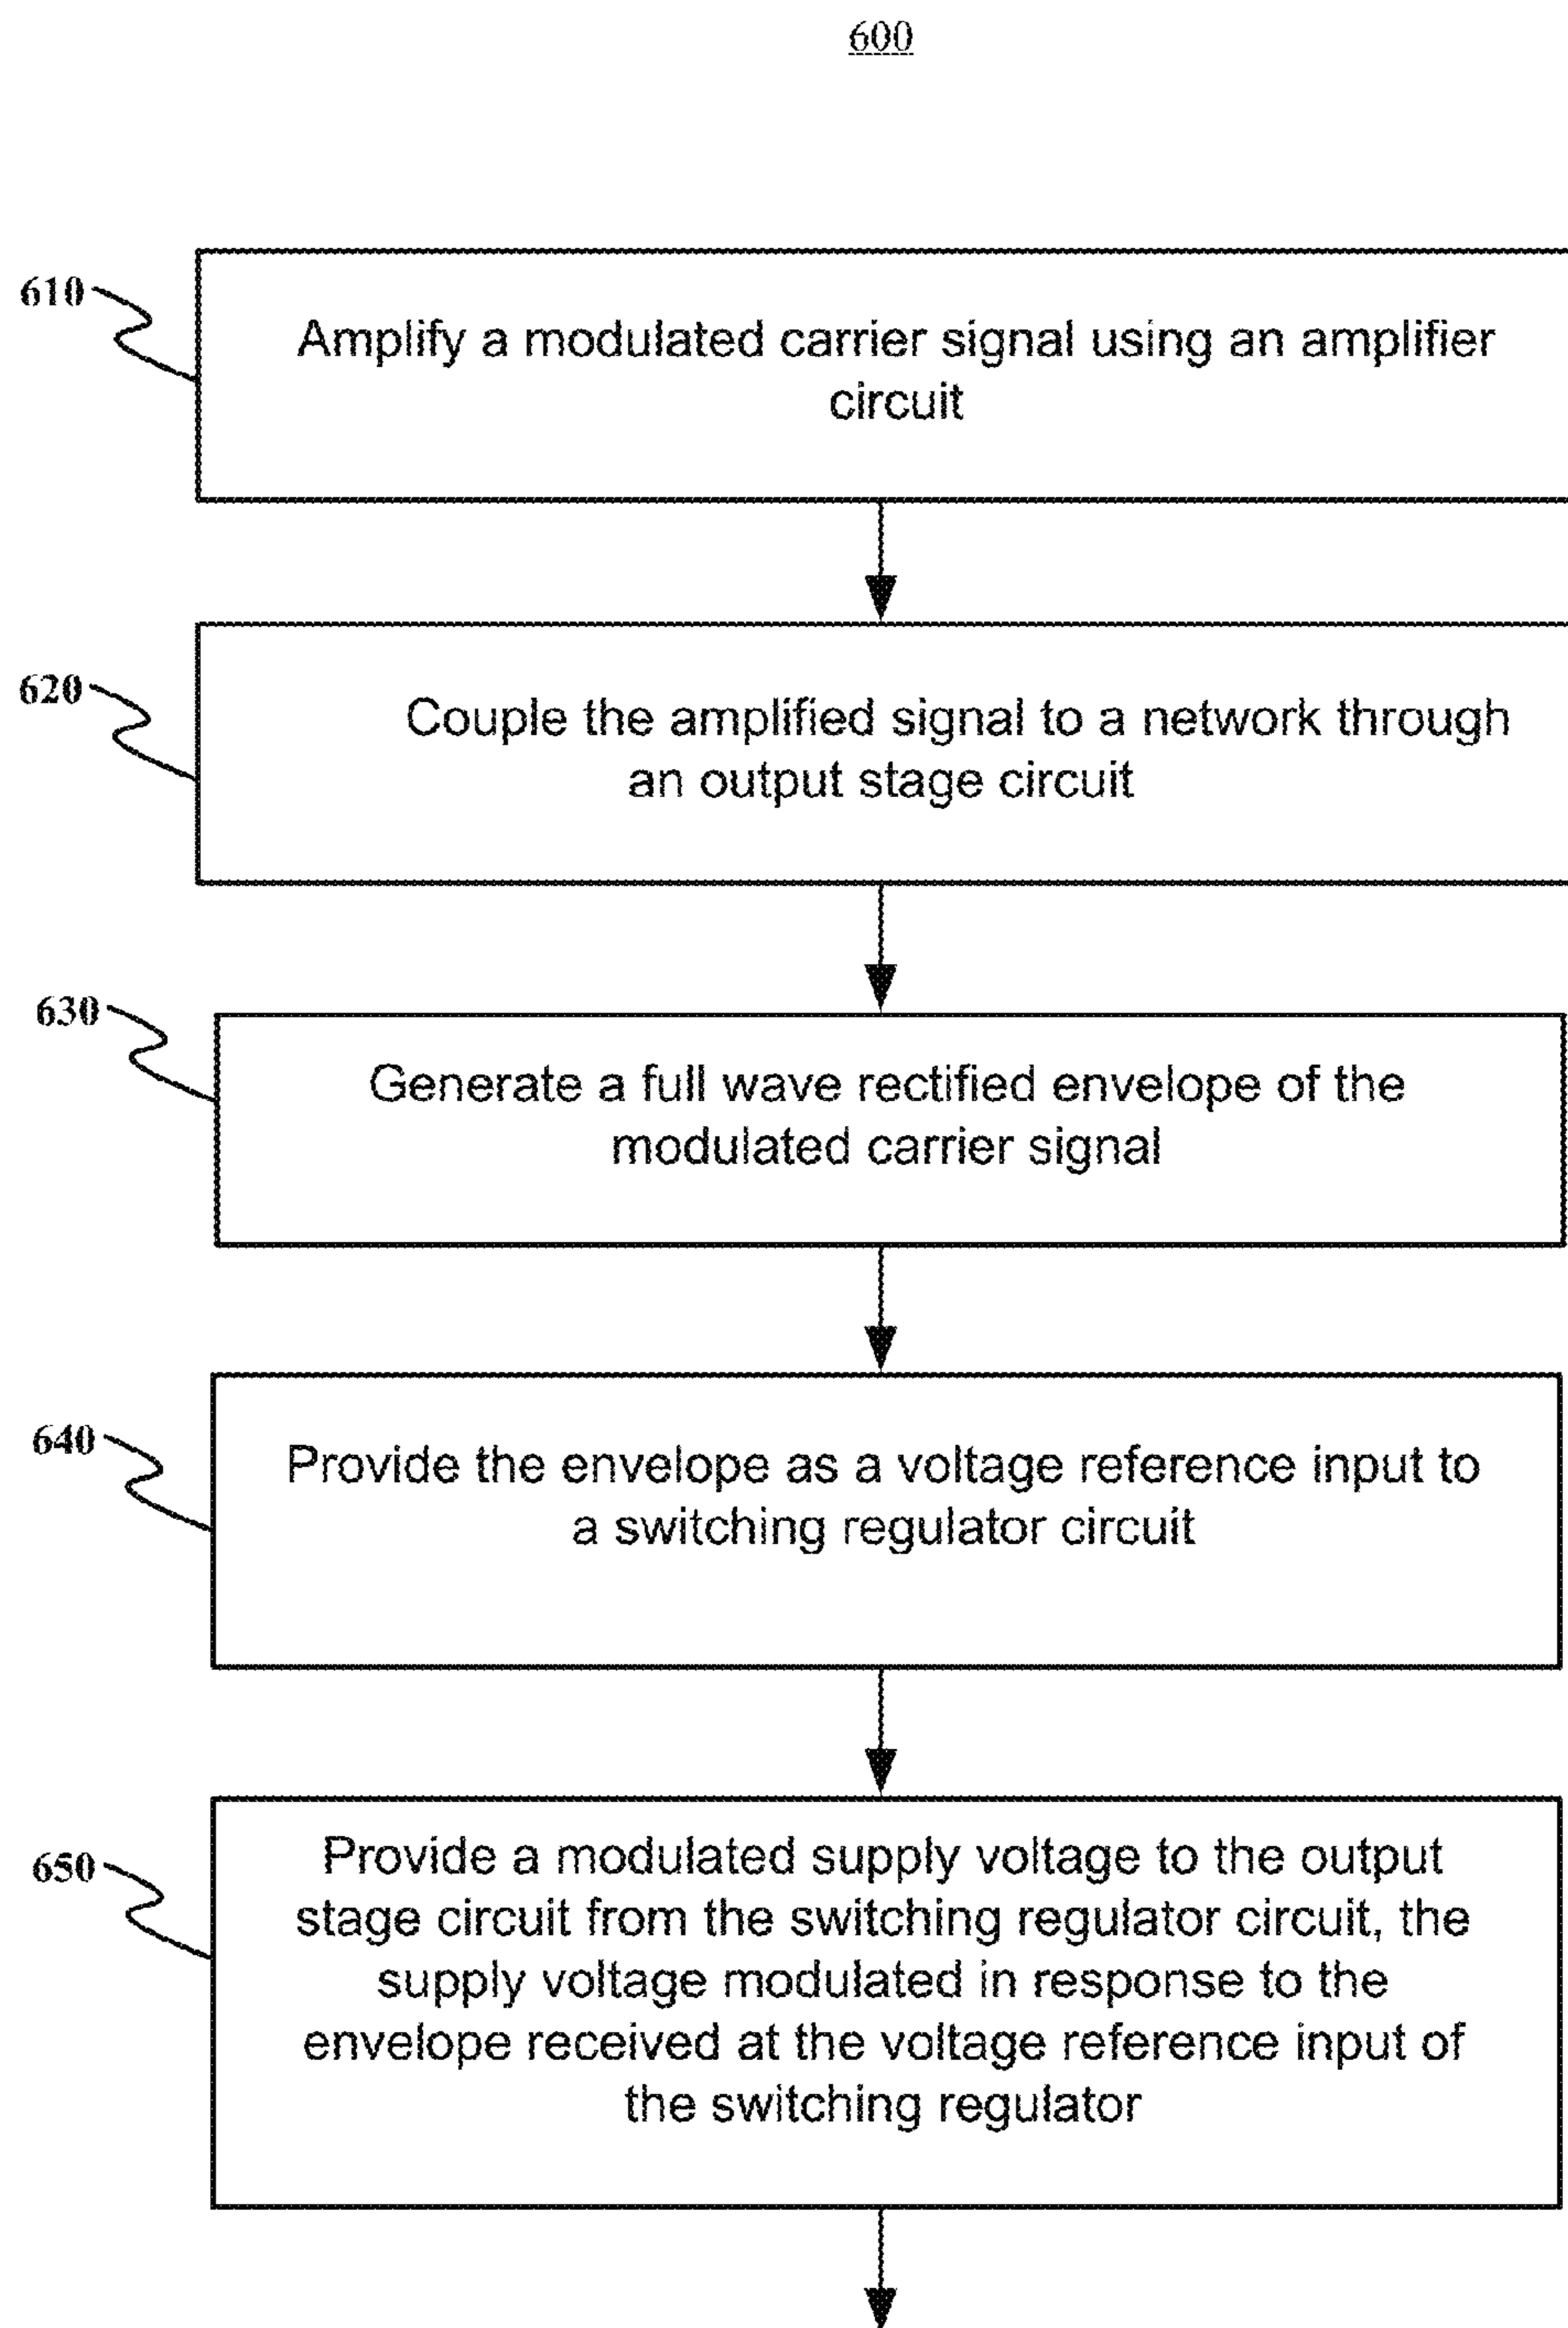 600
610
Amplify a modulated carrier signal using an amplifier
circuit
620
Couple the amplified signal to a network through
an output stage circuit
630
Generate a full wave rectified envelope of the
modulated carrier signal
640
Provide the envelope as a voltage reference input to
a switching regulator circuit
650
Provide a modulated supply voltage to the output
stage circuit from the switching regulator circuit, the
supply voltage modulated in response to the
envelope received at the voltage reference input of
the switching regulator